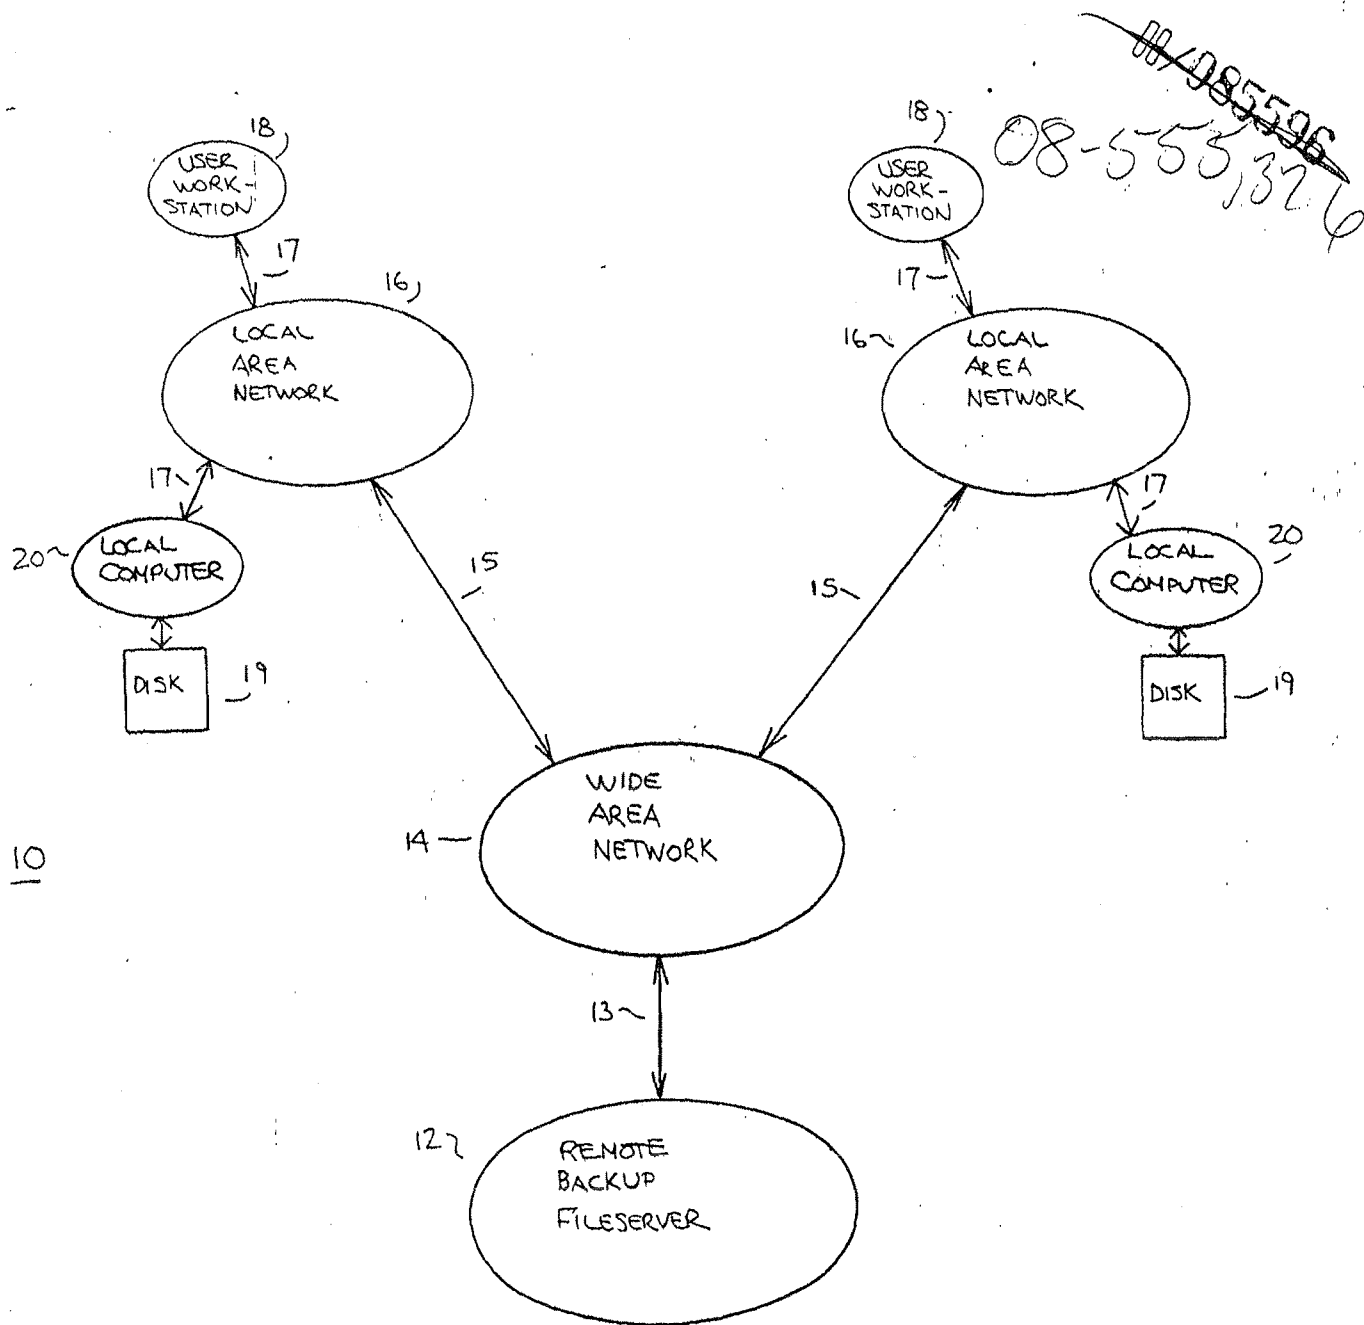 11/085596
08-555,326
18
USER
WORK-
STATION
17
16
LOCAL
AREA
NETWORK
17
20
LOCAL
COMPUTER
DISK
19
15
18
USER
WORK-
STATION
17
16
LOCAL
AREA
NETWORK
17
20
LOCAL
COMPUTER
DISK
19
15
14
WIDE
AREA
NETWORK
10
13
12
REMOTE
BACKUP
FILESERVER